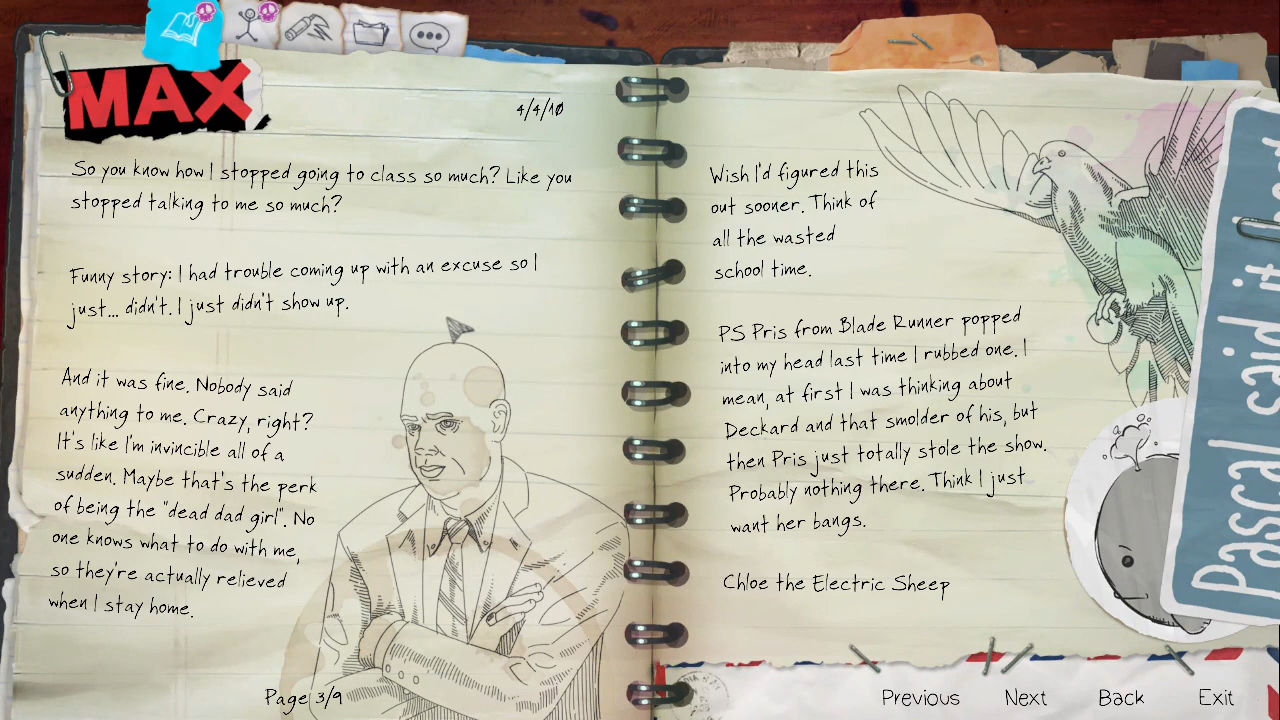 MAX
4/4/10
So you know how I stopped going to class so much? Like you
stopped talking to me so much?
Funny story: I had trouble coming up with an excuse so I
just... didn't. I just didn't show up.
And it was fine. Nobody said
anything to me. Crazy, right?
It's like I'm invincible all of a
sudden. Maybe that's the perk
of being the "dead dad girl". No
one knows what to do with me,
so they're actually relieved
when I stay home.
Page 3/9
Wish I'd figured this
out sooner. Think of
all the wasted
school time.
PS Pris from Blade Runner popped
into my head last time I rubbed one. I
mean, at first I was thinking about
Deckard and that smolder of his, but
then Pris just totally stole the show.
Probably nothing there. Think I just
want her bangs.
Chloe the Electric Sheep
Pascal said it
Previous Next Back Exit